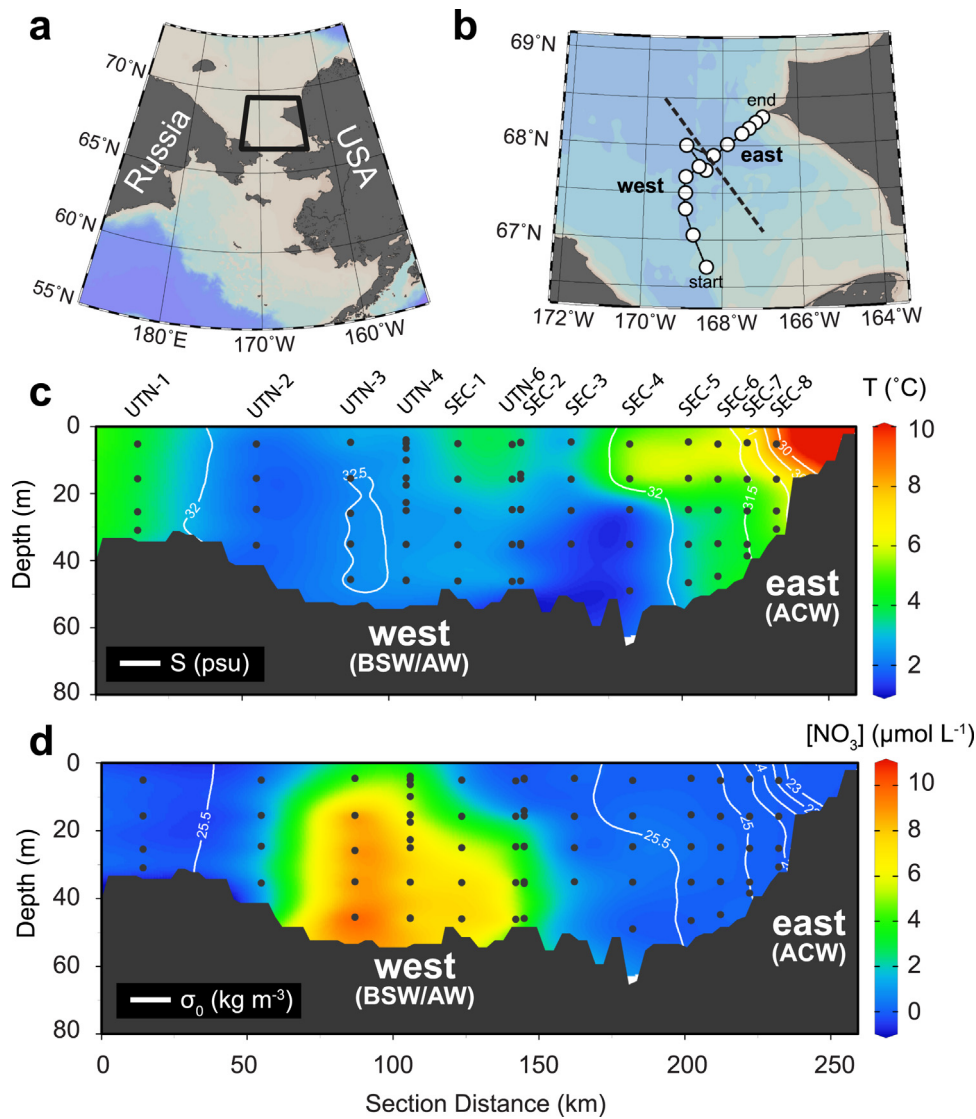 a
70˚N
65˚N
60˚N
55˚N
Russia
USA
180˚E
170˚W
160˚W
b
69˚N
68˚N
67˚N
end
east
west
start
172˚W
170˚W
168˚W
166˚W
164˚W
c
UTN-1
UTN-2
UTN-3
UTN-4
SEC-1
UTN-6
SEC-2
SEC-3
SEC-4
SEC-5
SEC-6
SEC-7
SEC-8
T (˚C)
0
20
40
60
80
Depth (m)
32
32.5
32
31.5
30
west
(BSW/AW)
east
(ACW)
S (psu)
10
8
6
4
2
d
[NO₃] (µmol L⁻¹)
0
20
40
60
80
Depth (m)
25.5
25.5
25
23
west
(BSW/AW)
east
(ACW)
σ₀ (kg m⁻³)
10
8
6
4
2
0
0
50
100
150
200
250
Section Distance (km)